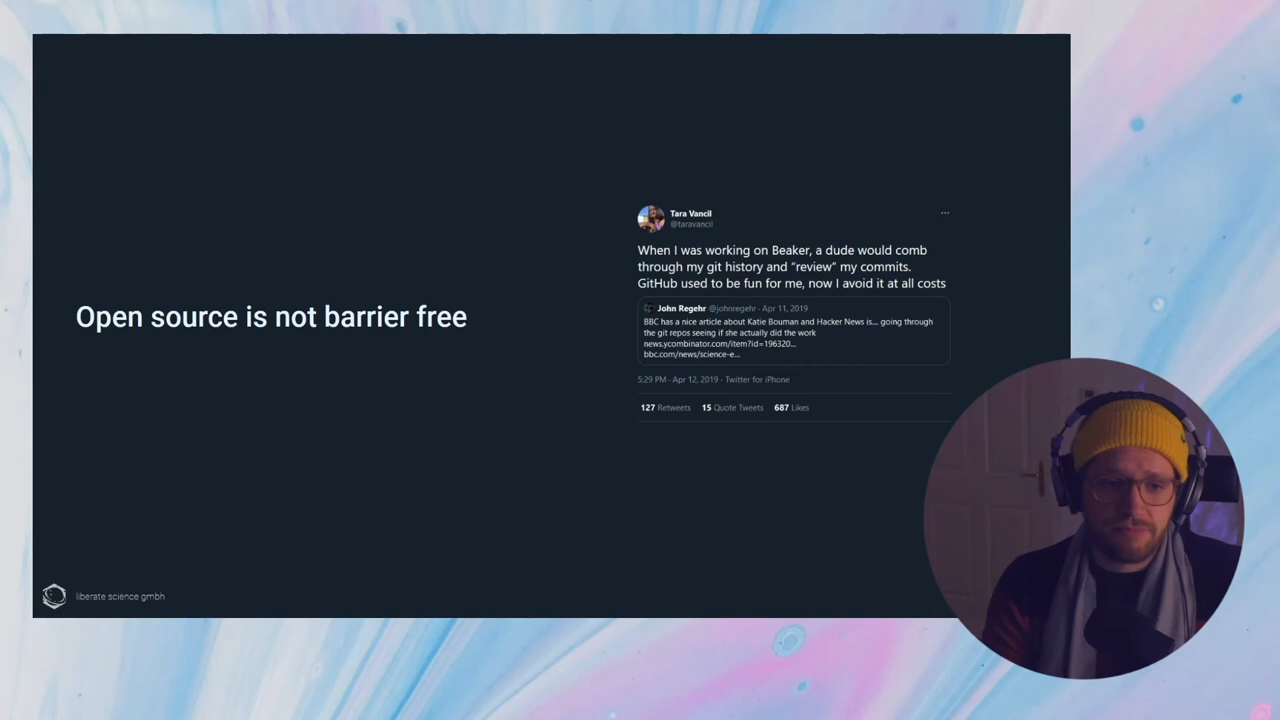 Open source is not barrier free
Tara Vancil
@taravancil
When I was working on Beaker, a dude would comb
through my git history and “review” my commits.
GitHub used to be fun for me, now I avoid it at all costs
John Regehr @johnregehr · Apr 11, 2019
BBC has a nice article about Katie Bouman and Hacker News is.... going through
the git repos seeing if she actually did the work
news.ycombinator.com/item?id=196320...
bbc.com/news/science-e...
5:29 PM · Apr 12, 2019 · Twitter for iPhone
127 Retweets 15 Quote Tweets 687 Likes
liberate science gmbh